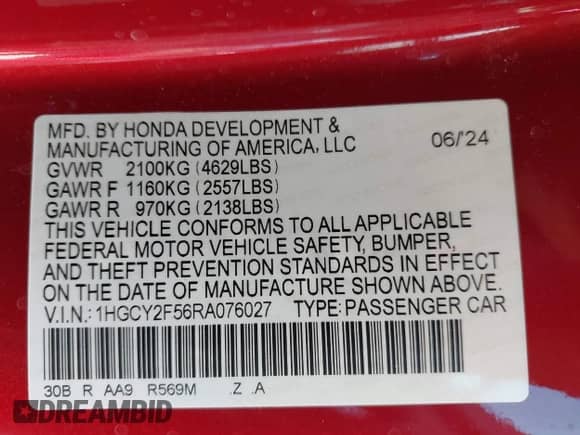 MFD. BY HONDA DEVELOPMENT &
MANUFACTURING OF AMERICA, LLC 06/24
GVWR 2100KG (4629LBS)
GAWR F 1160KG (2557LBS)
GAWR R 970KG (2138LBS)
THIS VEHICLE CONFORMS TO ALL APPLICABLE
FEDERAL MOTOR VEHICLE SAFETY, BUMPER,
AND THEFT PREVENTION STANDARDS IN EFFECT
ON THE DATE OF MANUFACTURE SHOWN ABOVE.
V.I.N.: 1HGCY2F56RA076027 TYPE: PASSENGER CAR
30B R AA9 R569M .Z .A
DREAMBID